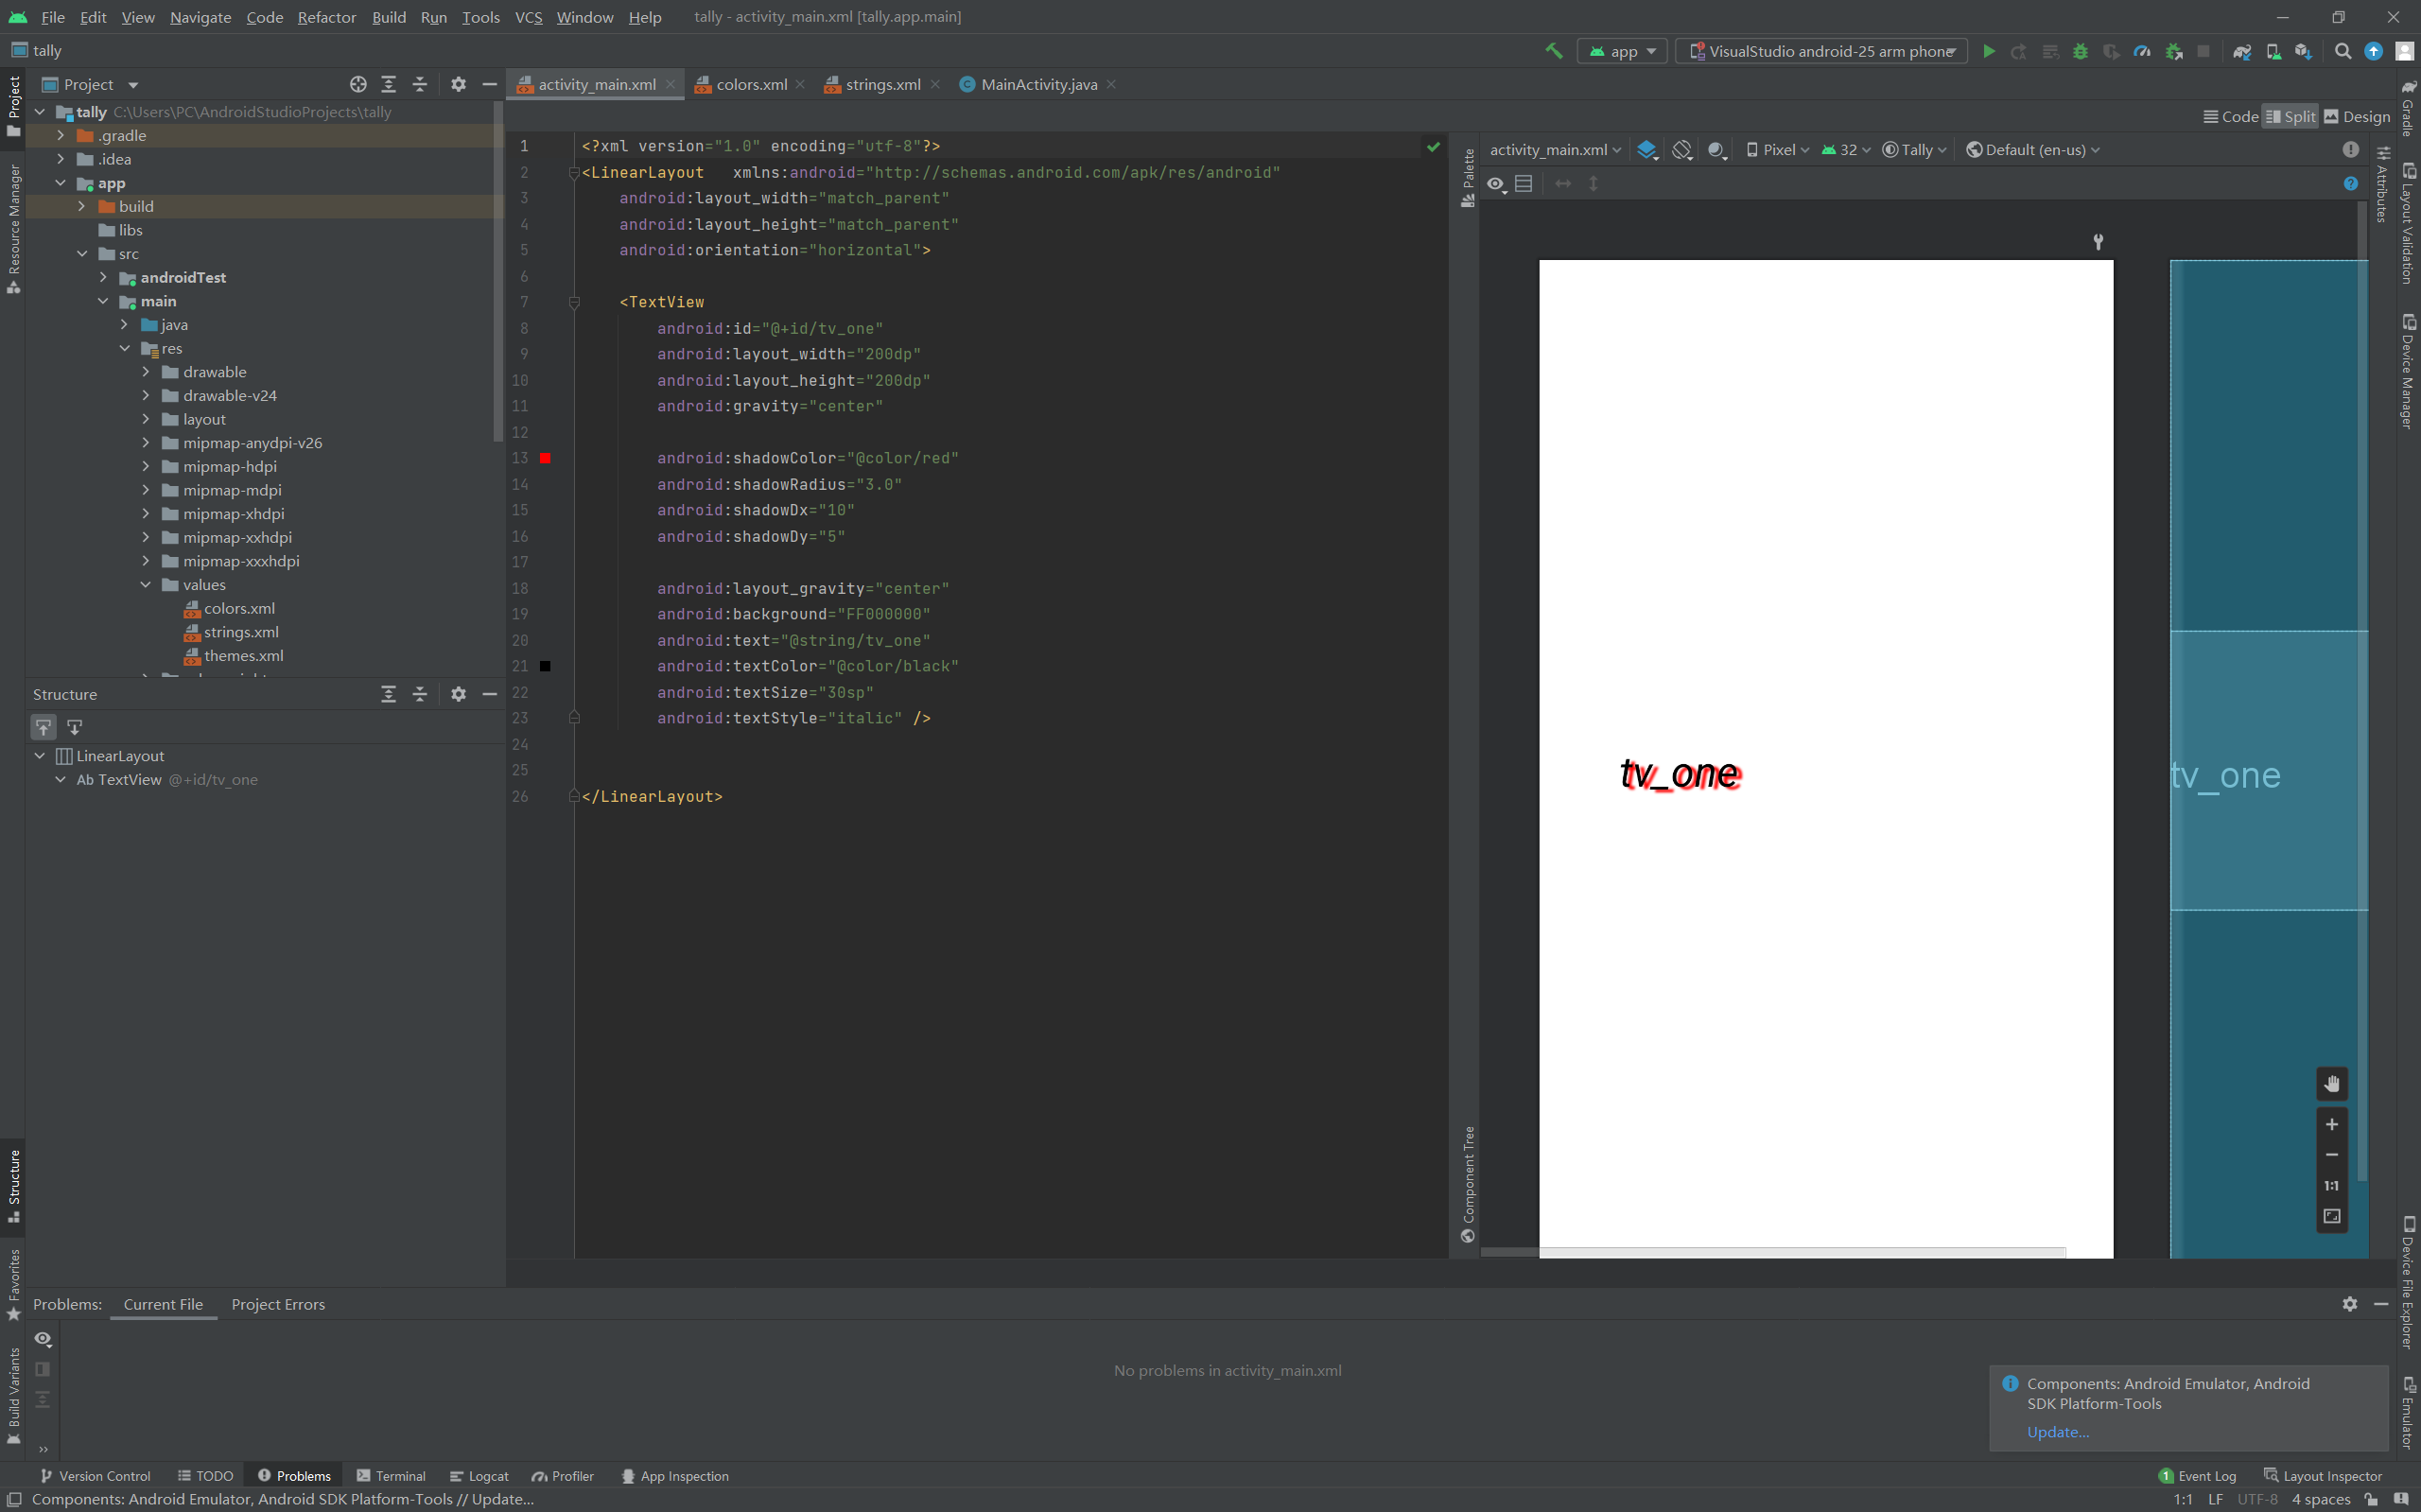 File Edit View Navigate Code Refactor Build Run Tools VCS Window Help tally - activity_main.xml [tally.app.main]
tally
app
VisualStudio android-25 arm phone
Project
activity_main.xml
colors.xml
strings.xml
MainActivity.java
Code Split Design
tally C:\Users\PC\AndroidStudioProjects\tally
.gradle
.idea
app
build
libs
src
androidTest
main
java
res
drawable
drawable-v24
layout
mipmap-anydpi-v26
mipmap-hdpi
mipmap-mdpi
mipmap-xhdpi
mipmap-xxhdpi
mipmap-xxxhdpi
values
colors.xml
strings.xml
themes.xml
Structure
LinearLayout
Ab TextView @+id/tv_one
1 <?xml version="1.0" encoding="utf-8"?>
2 <LinearLayout xmlns:android="http://schemas.android.com/apk/res/android"
3 android:layout_width="match_parent"
4 android:layout_height="match_parent"
5 android:orientation="horizontal">
6
7 <TextView
8 android:id="@+id/tv_one"
9 android:layout_width="200dp"
10 android:layout_height="200dp"
11 android:gravity="center"
12
13 android:shadowColor="@color/red"
14 android:shadowRadius="3.0"
15 android:shadowDx="10"
16 android:shadowDy="5"
17
18 android:layout_gravity="center"
19 android:background="FF000000"
20 android:text="@string/tv_one"
21 android:textColor="@color/black"
22 android:textSize="30sp"
23 android:textStyle="italic" />
24
25
26 </LinearLayout>
Palette
Component Tree
activity_main.xml
Pixel
32
Tally
Default (en-us)
tv_one
tv_one
1:1
Attributes
Project
Resource Manager
Structure
Favorites
Build Variants
Gradle
Layout Validation
Device Manager
Device File Explorer
Emulator
Problems: Current File Project Errors
No problems in activity_main.xml
Components: Android Emulator, Android
SDK Platform-Tools
Update...
Version Control TODO Problems Terminal Logcat Profiler App Inspection
1 Event Log Layout Inspector
Components: Android Emulator, Android SDK Platform-Tools // Update...
1:1 LF UTF-8 4 spaces